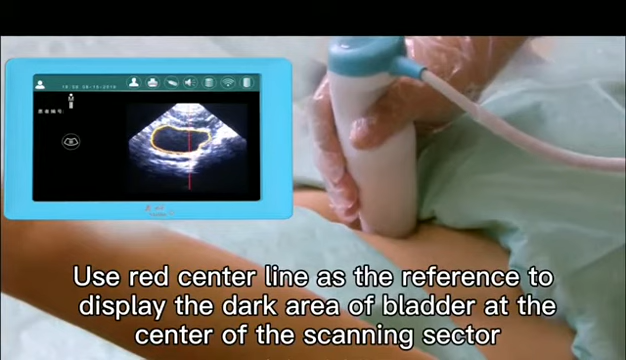 Use red center line as the reference to
display the dark area of bladder at the
center of the scanning sector